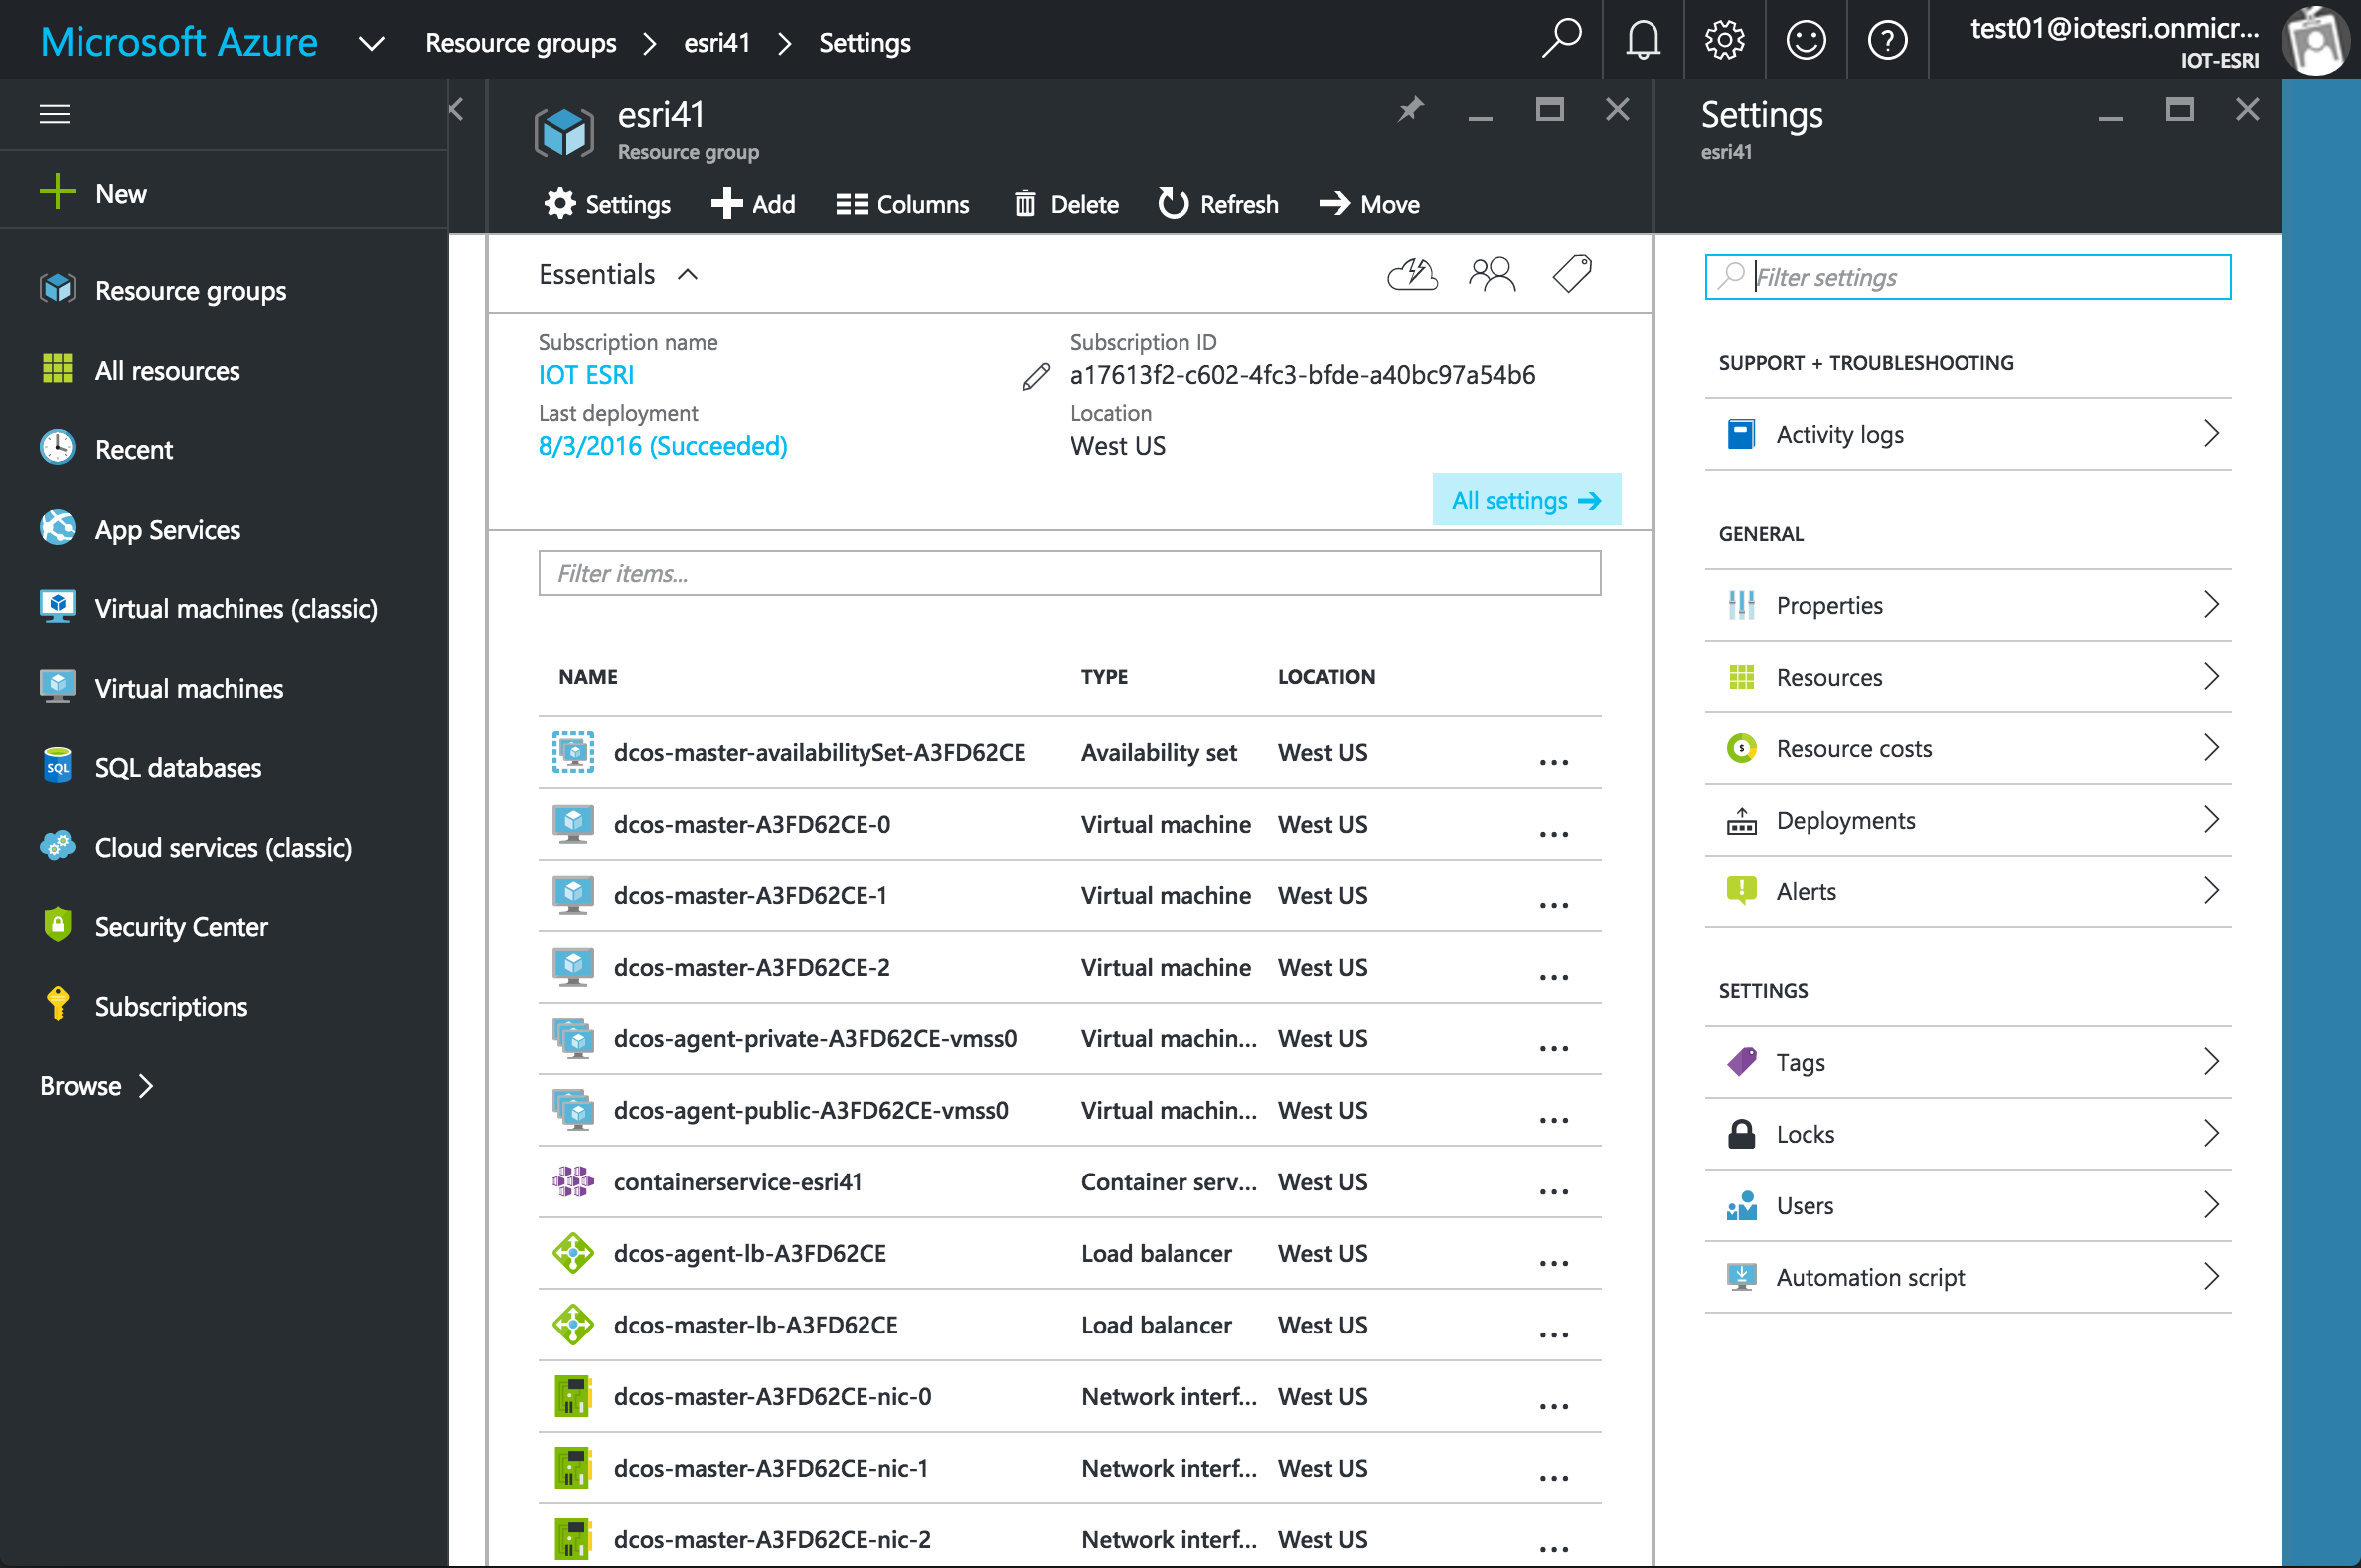 Microsoft Azure
Resource groups
esri41
Settings
test01@iotesri.onmicr...
IOT-ESRI
New
Resource groups
All resources
Recent
App Services
Virtual machines (classic)
Virtual machines
SQL
SQL databases
Cloud services (classic)
Security Center
Subscriptions
Browse
esri41
Resource group
Settings
Add
Columns
Delete
Refresh
Move
Essentials
Subscription name
IOT ESRI
Last deployment
8/3/2016 (Succeeded)
Subscription ID
a17613f2-c602-4fc3-bfde-a40bc97a54b6
Location
West US
All settings
Filter items...
NAME TYPE LOCATION
dcos-master-availabilitySet-A3FD62CE Availability set West US ...
dcos-master-A3FD62CE-0 Virtual machine West US ...
dcos-master-A3FD62CE-1 Virtual machine West US ...
dcos-master-A3FD62CE-2 Virtual machine West US ...
dcos-agent-private-A3FD62CE-vmss0 Virtual machin... West US ...
dcos-agent-public-A3FD62CE-vmss0 Virtual machin... West US ...
containerservice-esri41 Container serv... West US ...
dcos-agent-lb-A3FD62CE Load balancer West US ...
dcos-master-lb-A3FD62CE Load balancer West US ...
dcos-master-A3FD62CE-nic-0 Network interf... West US ...
dcos-master-A3FD62CE-nic-1 Network interf... West US ...
dcos-master-A3FD62CE-nic-2 Network interf... West US ...
Settings
esri41
Filter settings
SUPPORT + TROUBLESHOOTING
Activity logs
GENERAL
Properties
Resources
Resource costs
Deployments
Alerts
SETTINGS
Tags
Locks
Users
Automation script